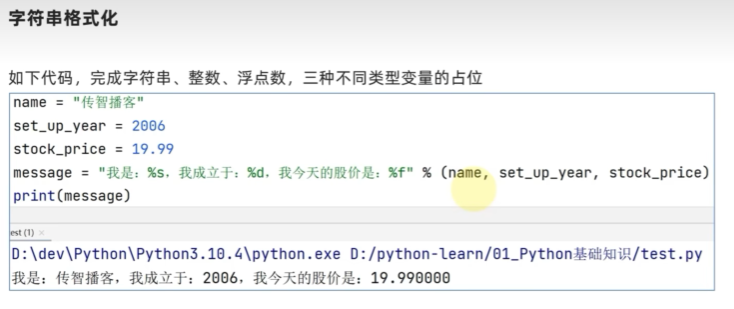 字符串格式化
如下代码，完成字符串、整数、浮点数，三种不同类型变量的占位
name = "传智播客"
set_up_year = 2006
stock_price = 19.99
message = "我是：%s，我成立于：%d，我今天的股价是：%f" % (name, set_up_year, stock_price)
print(message)
est (1) ×
D:\dev\Python\Python3.10.4\python.exe D:/python-learn/01_Python基础知识/test.py
我是：传智播客，我成立于：2006，我今天的股价是：19.990000